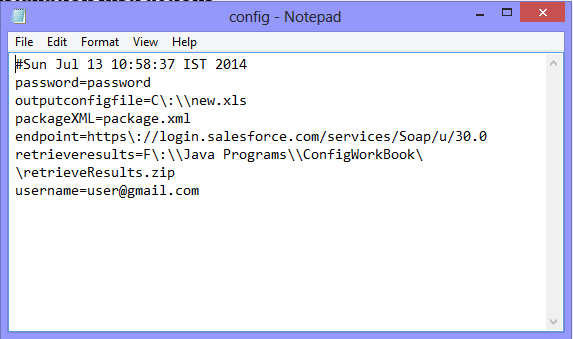 config - Notepad
File Edit Format View Help
#Sun Jul 13 10:58:37 IST 2014
password=password
outputconfigfile=C\:\\new.xls
packageXML=package.xml
endpoint=https\://login.salesforce.com/services/Soap/u/30.0
retrieveresults=F\:\\Java Programs\\ConfigWorkBook\
\retrieveResults.zip
username=user@gmail.com